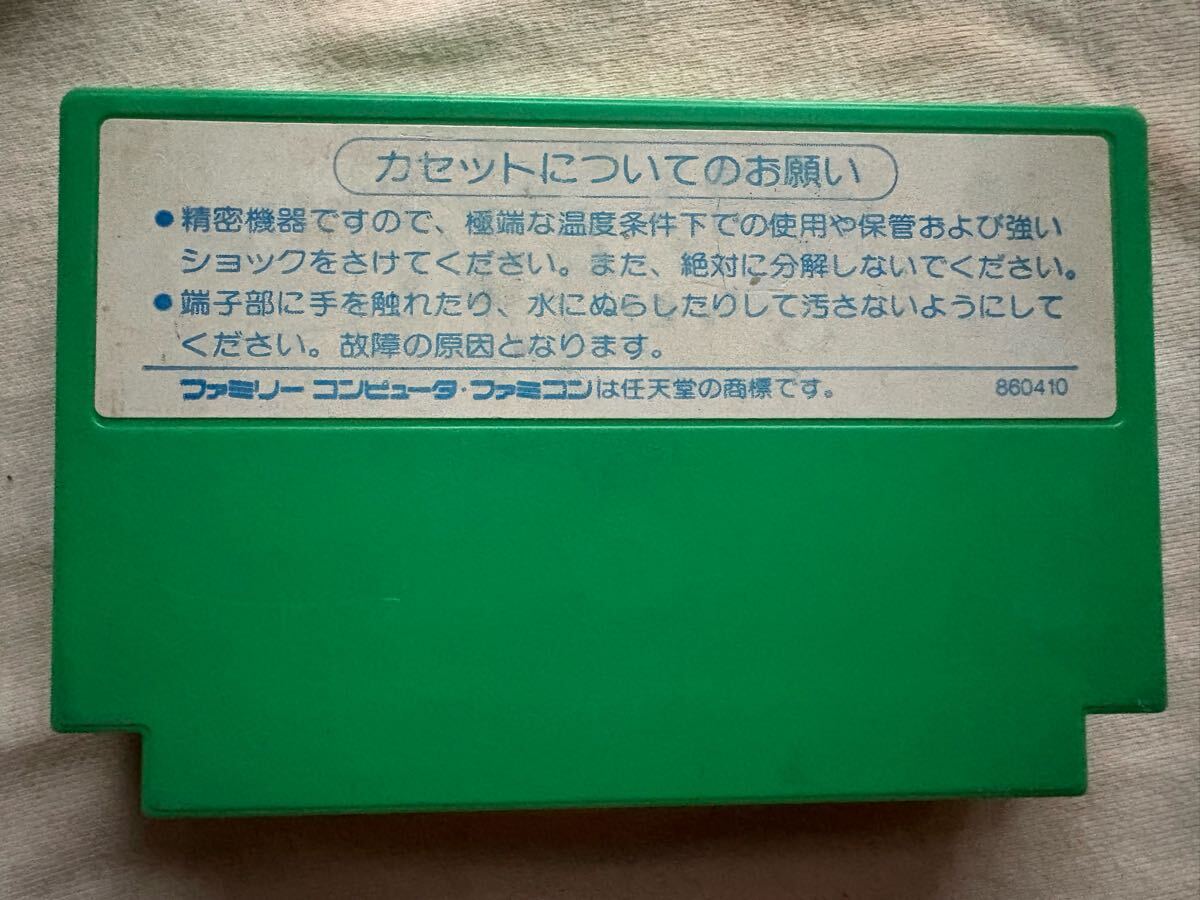 カセットについてのお願い
●精密機器ですので、極端な温度条件下での使用や保管および強い
ショックをさけてください。また、絶対に分解しないでください。
●端子部に手を触れたり、水にぬらしたりして汚さないようにして
ください。故障の原因となります。
ファミリー コンピュータ・ファミコンは任天堂の商標です。 860410